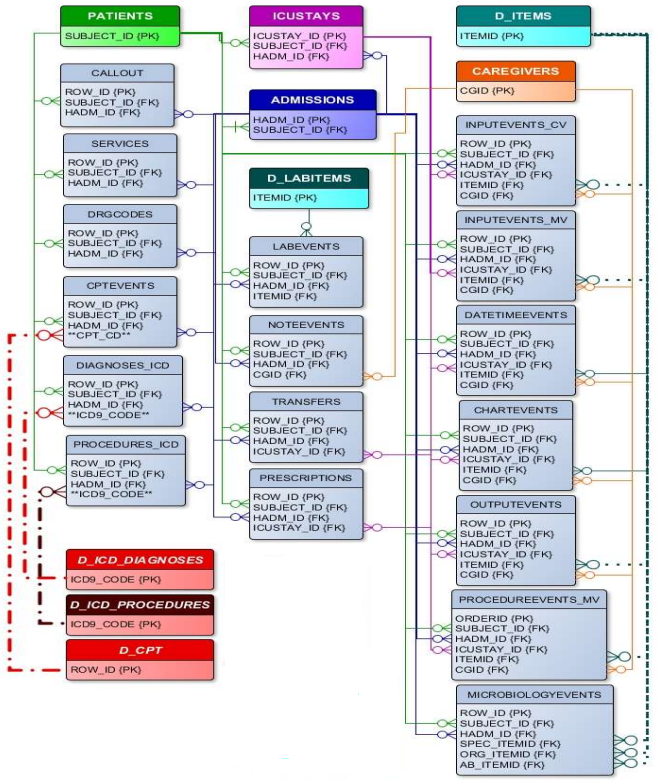 PATIENTS
SUBJECT_ID {PK}
CALLOUT
ROW_ID {PK}
SUBJECT_ID {FK}
HADM_ID {FK}
SERVICES
ROW_ID {PK}
SUBJECT_ID {FK}
HADM_ID {FK}
DRGCODES
ROW_ID {PK}
SUBJECT_ID {FK}
HADM_ID {FK}
CPTEVENTS
ROW_ID {PK}
SUBJECT_ID {FK}
HADM_ID {FK}
**CPT_CD**
DIAGNOSES_ICD
ROW_ID {PK}
SUBJECT_ID {FK}
HADM_ID {FK}
**ICD9_CODE**
PROCEDURES_ICD
ROW_ID {PK}
SUBJECT_ID {FK}
HADM_ID {FK}
**ICD9_CODE**
D_ICD_DIAGNOSES
ICD9_CODE {PK}
D_ICD_PROCEDURES
ICD9_CODE {PK}
D_CPT
ROW_ID {PK}
ICUSTAYS
ICUSTAY_ID {PK}
SUBJECT_ID {FK}
HADM_ID {FK}
ADMISSIONS
HADM_ID {PK}
SUBJECT_ID {FK}
D_LABITEMS
ITEMID {PK}
LABEVENTS
ROW_ID {PK}
SUBJECT_ID {FK}
HADM_ID {FK}
ITEMID {FK}
NOTEEVENTS
ROW_ID {PK}
SUBJECT_ID {FK}
HADM_ID {FK}
CGID {FK}
TRANSFERS
ROW_ID {PK}
SUBJECT_ID {FK}
HADM_ID {FK}
ICUSTAY_ID {FK}
PRESCRIPTIONS
ROW_ID {PK}
SUBJECT_ID {FK}
HADM_ID {FK}
ICUSTAY_ID {FK}
D_ITEMS
ITEMID {PK}
CAREGIVERS
CGID {PK}
INPUTEVENTS_CV
ROW_ID {PK}
SUBJECT_ID {FK}
HADM_ID {FK}
ICUSTAY_ID {FK}
ITEMID {FK}
CGID {FK}
INPUTEVENTS_MV
ROW_ID {PK}
SUBJECT_ID {FK}
HADM_ID {FK}
ICUSTAY_ID {FK}
ITEMID {FK}
CGID {FK}
DATETIMEEVENTS
ROW_ID {PK}
SUBJECT_ID {FK}
HADM_ID {FK}
ICUSTAY_ID {FK}
ITEMID {FK}
CGID {FK}
CHARTEVENTS
ROW_ID {PK}
SUBJECT_ID {FK}
HADM_ID {FK}
ICUSTAY_ID {FK}
ITEMID {FK}
CGID {FK}
OUTPUTEVENTS
ROW_ID {PK}
SUBJECT_ID {FK}
HADM_ID {FK}
ICUSTAY_ID {FK}
ITEMID {FK}
CGID {FK}
PROCEDUREEVENTS_MV
ORDERID {PK}
SUBJECT_ID {FK}
HADM_ID {FK}
ICUSTAY_ID {FK}
ITEMID {FK}
CGID {FK}
MICROBIOLOGYEVENTS
ROW_ID {PK}
SUBJECT_ID {FK}
HADM_ID {FK}
SPEC_ITEMID {FK}
ORG_ITEMID {FK}
AB_ITEMID {FK}